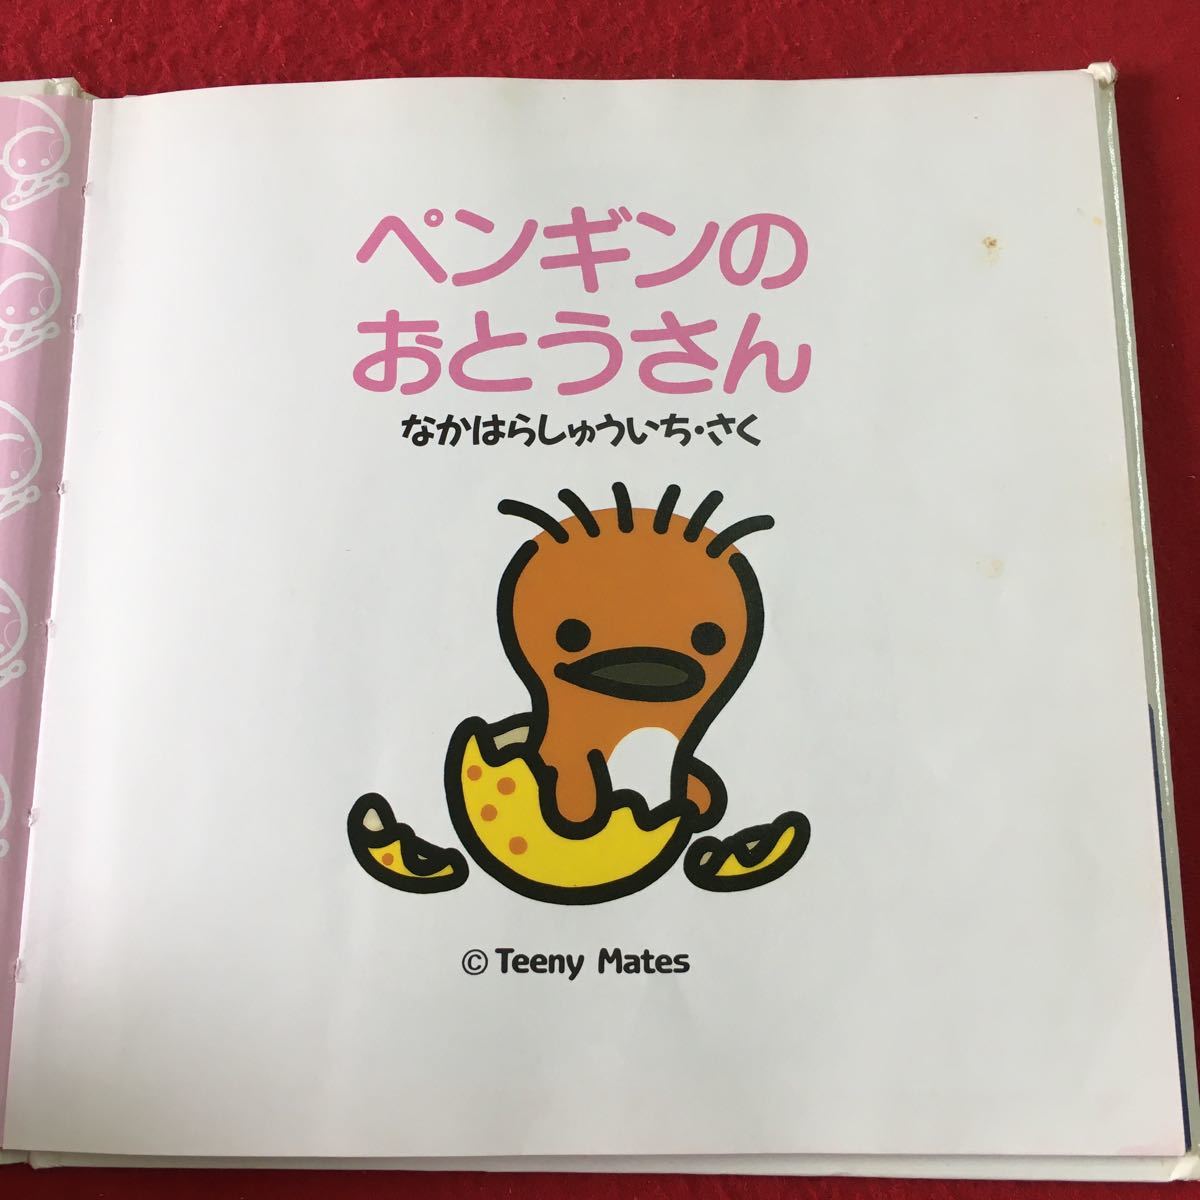 ペンギンの
おとうさん
なかはらしゅういち・さく
© Teeny Mates